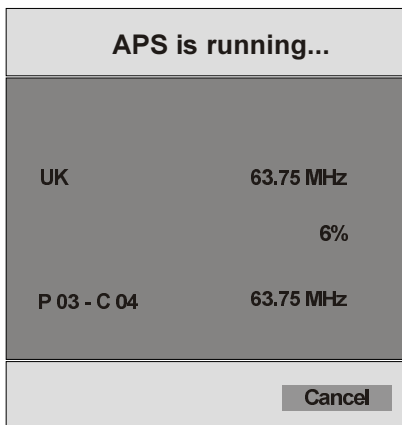 APS is running...
UK 63.75 MHz
6%
P 03 - C 04 63.75 MHz
Cancel